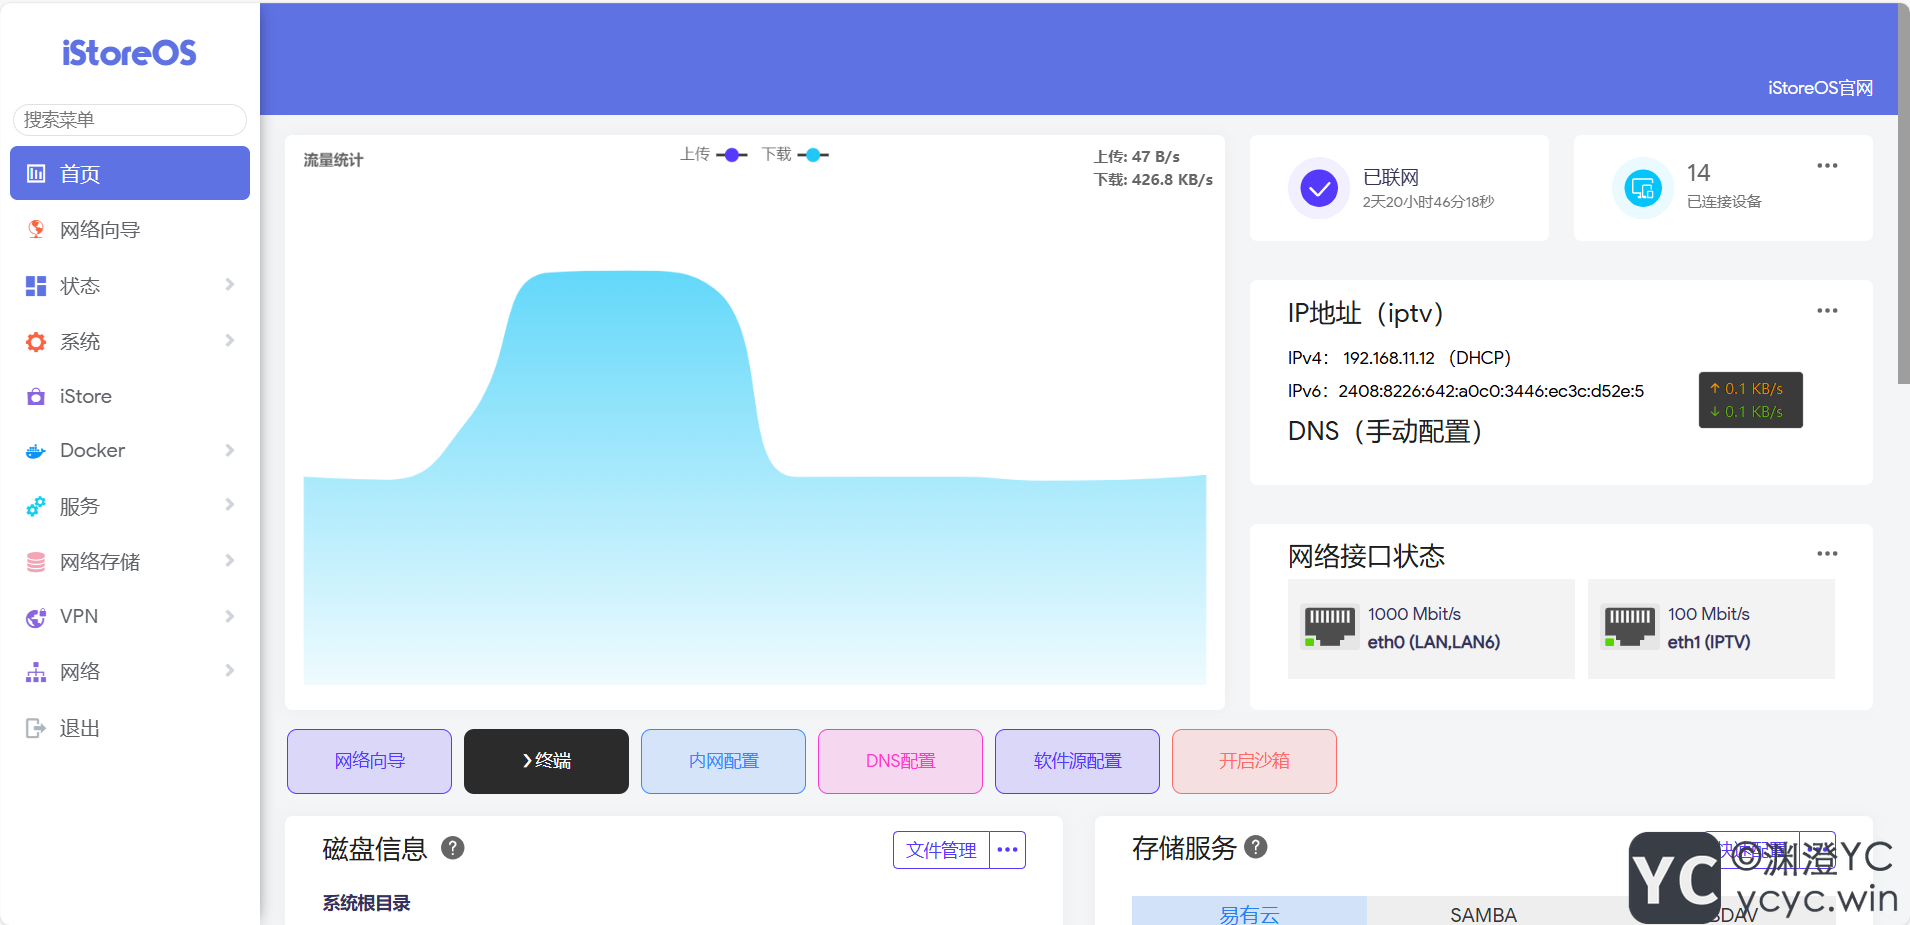 iStoreOS
搜索菜单
首页
网络向导
状态
系统
iStore
Docker
服务
网络存储
VPN
网络
退出
iStoreOS官网
流量统计
上传
下载
上传: 47 B/s
下载: 426.8 KB/s
已联网
2天20小时46分18秒
14
已连接设备
IP地址（iptv）
IPv4： 192.168.11.12 （DHCP）
IPv6：2408:8226:642:a0c0:3446:ec3c:d52e:5
DNS（手动配置）
↑ 0.1 KB/s
↓ 0.1 KB/s
网络接口状态
1000 Mbit/s
eth0 (LAN,LAN6)
100 Mbit/s
eth1 (IPTV)
网络向导
❯终端
内网配置
DNS配置
软件源配置
开启沙箱
磁盘信息
文件管理
系统根目录
存储服务
快速配置
易有云
SAMBA
YC
©渊澄YC
ycyc.win